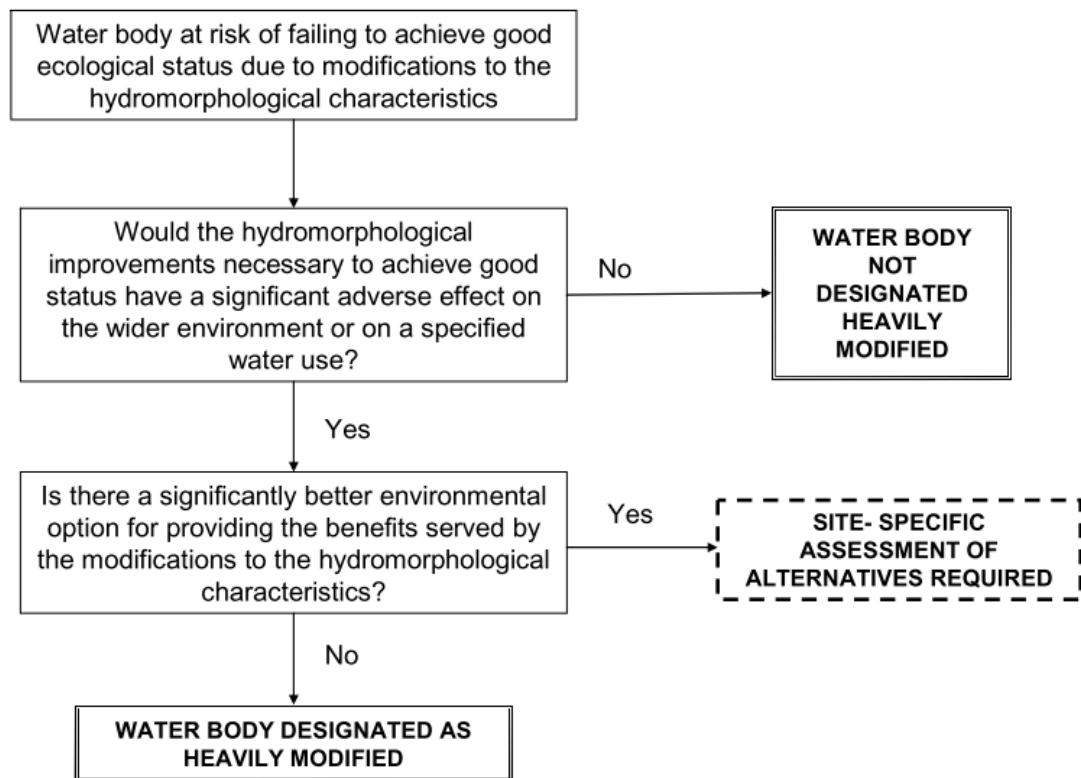 Water body at risk of failing to achieve good
ecological status due to modifications to the
hydromorphological characteristics
Would the hydromorphological
improvements necessary to achieve good
status have a significant adverse effect on
the wider environment or on a specified
water use?
No
WATER BODY
NOT
DESIGNATED
HEAVILY
MODIFIED
Yes
Is there a significantly better environmental
option for providing the benefits served by
the modifications to the hydromorphological
characteristics?
Yes
SITE- SPECIFIC
ASSESSMENT OF
ALTERNATIVES REQUIRED
No
WATER BODY DESIGNATED AS
HEAVILY MODIFIED